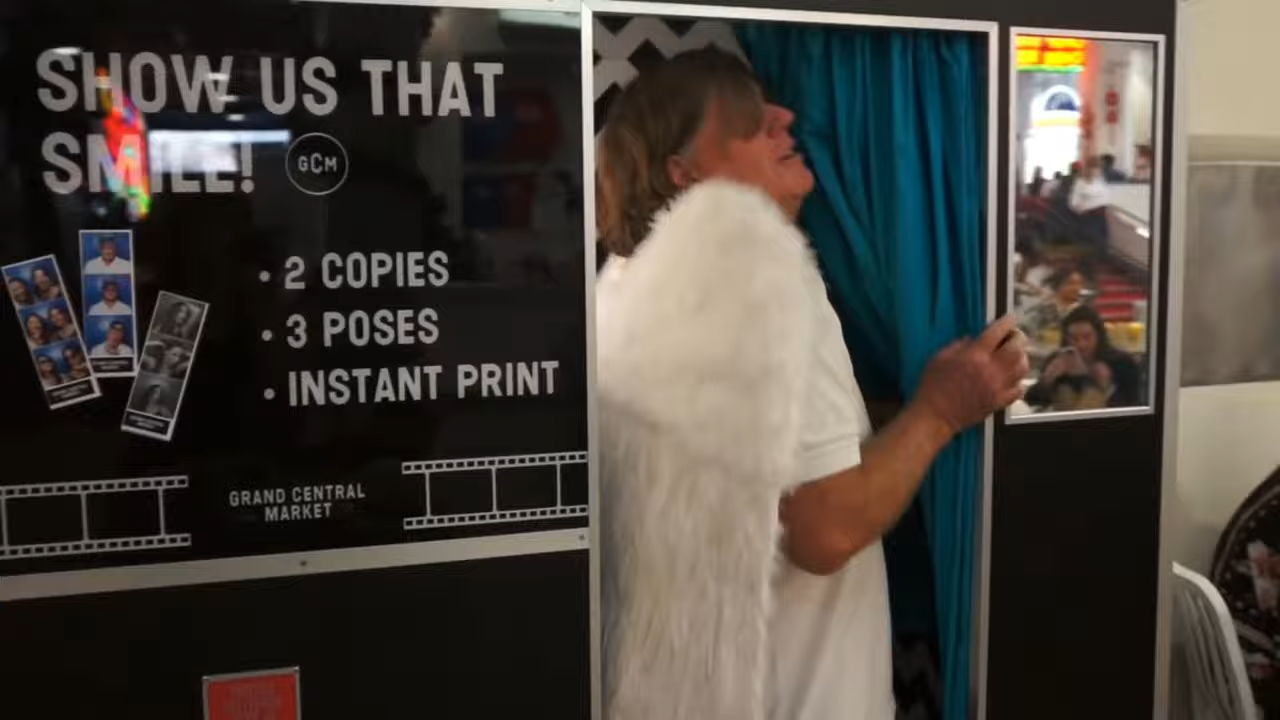 SHOW US THAT
SMILE!
GCM
• 2 COPIES
• 3 POSES
• INSTANT PRINT
GRAND CENTRAL
MARKET